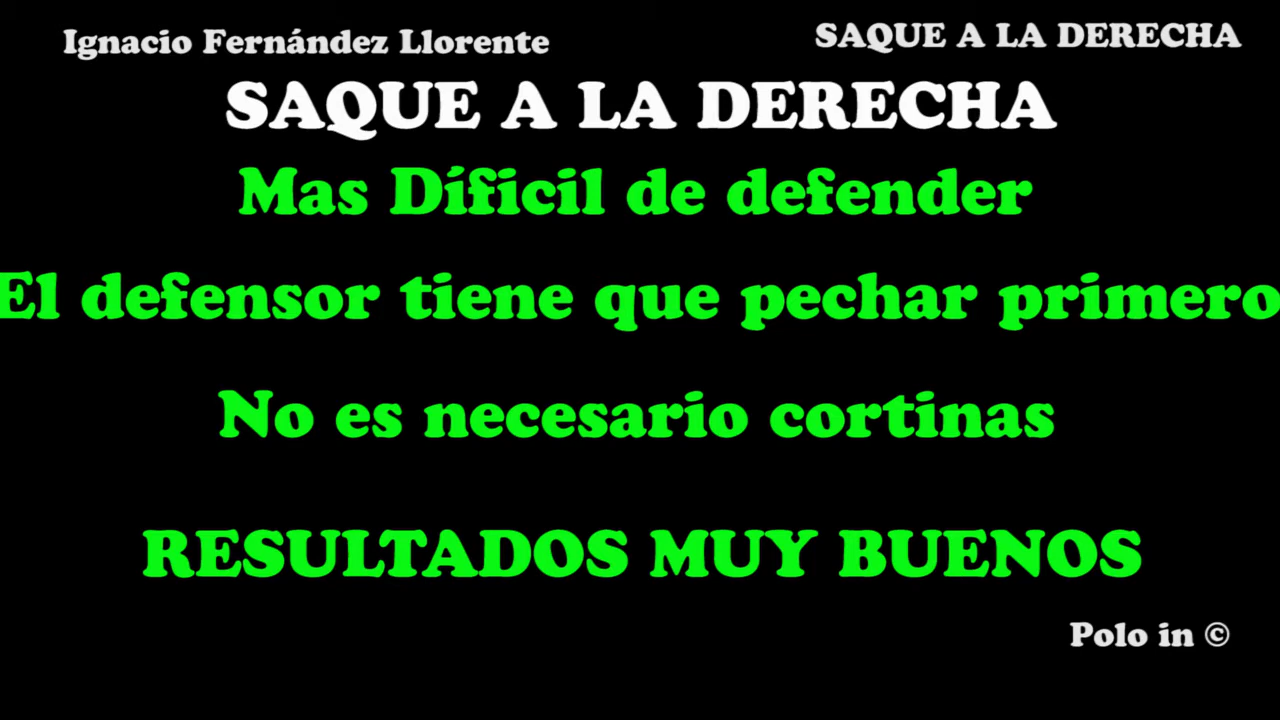 Ignacio Fernández Llorente
SAQUE A LA DERECHA
SAQUE A LA DERECHA
Mas Díficil de defender
El defensor tiene que pechar primero
No es necesario cortinas
RESULTADOS MUY BUENOS
Polo in ©